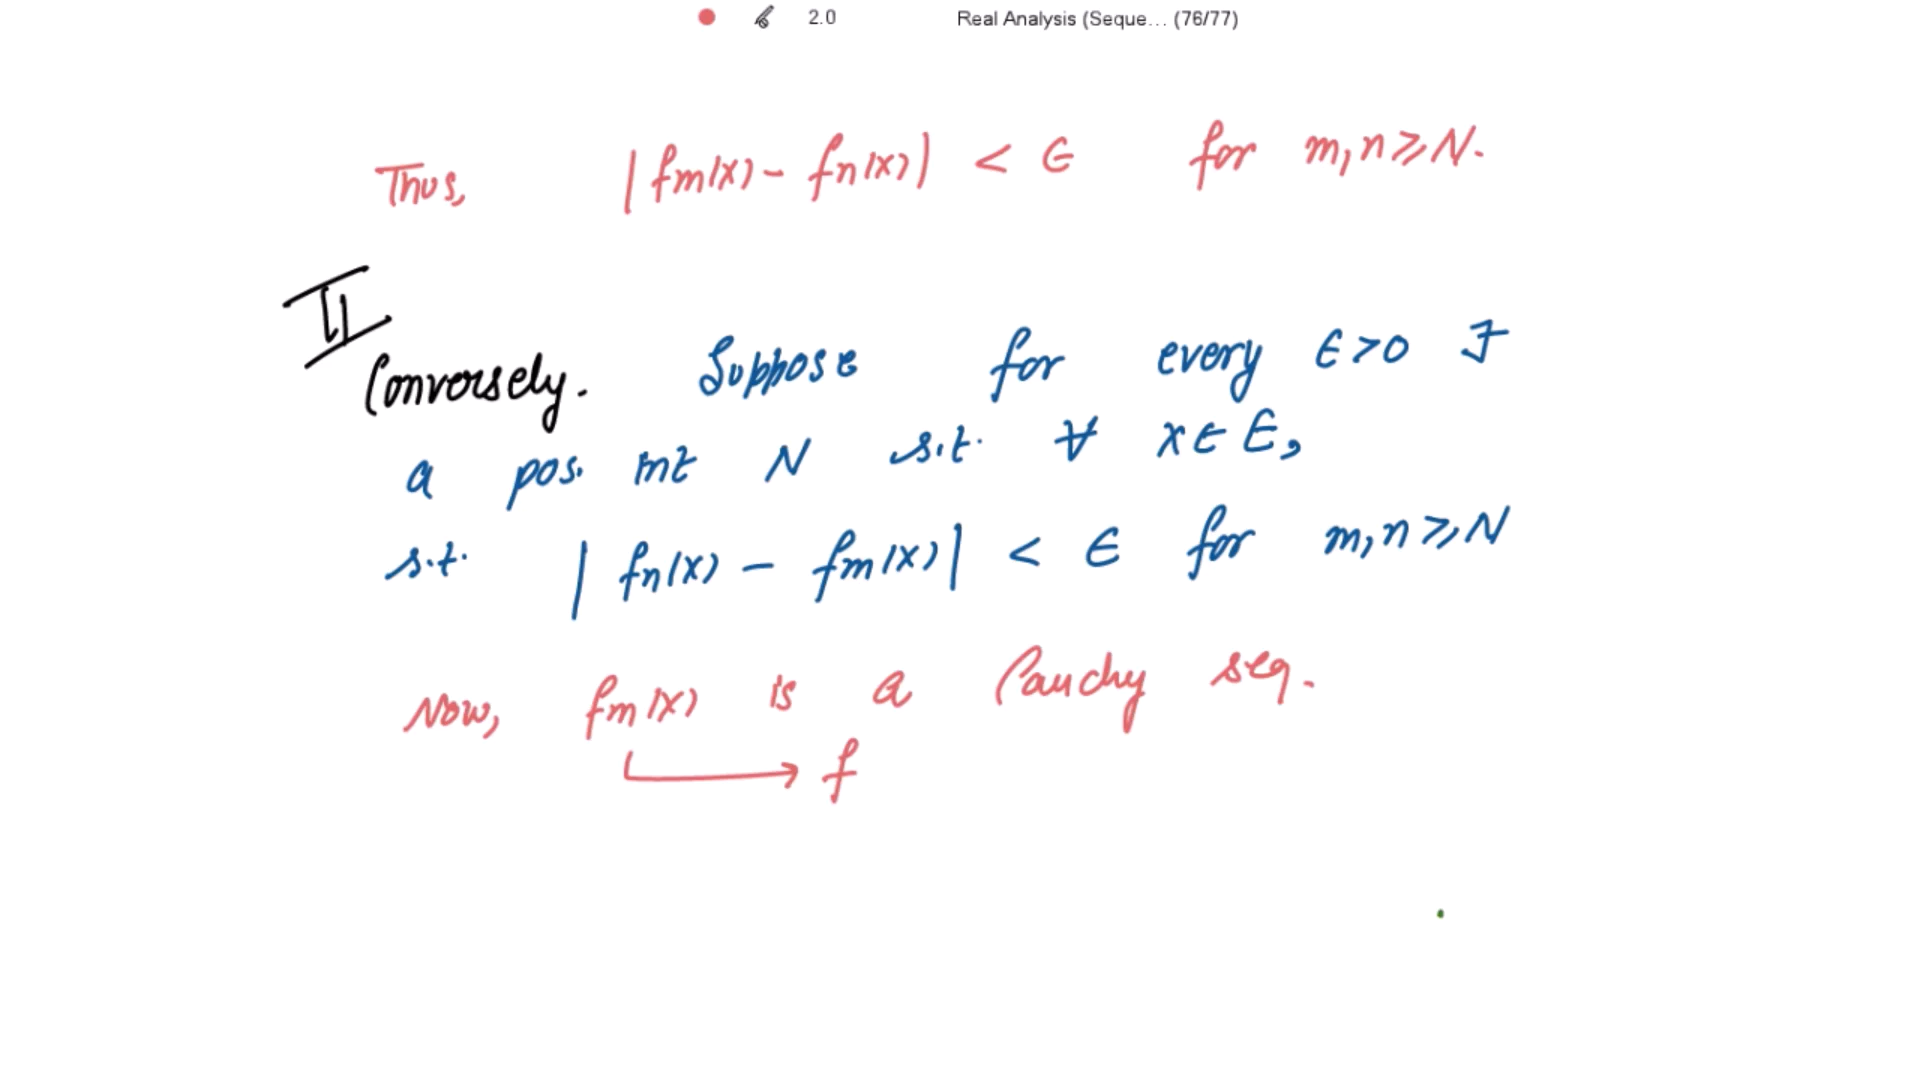 2.0 Real Analysis (Seque... (76/77)
Thus, |fm(x) - fn(x)| < ϵ for m,n ≥ N.
II
Conversely. Suppose for every ϵ>0 ∃
a pos. int N s.t. ∀ x∈E,
s.t. |fn(x) - fm(x)| < ϵ for m,n ≥ N
Now, fm(x) is a Cauchy seq.
→ f